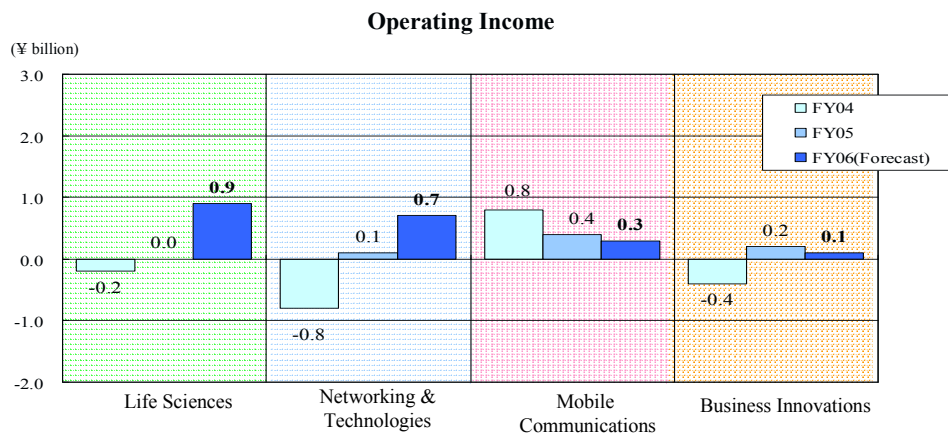 Operating Income
(¥ billion)
3.0
2.0
1.0
0.0
-1.0
-2.0
FY04
FY05
FY06(Forecast)
-0.2
0.0
0.9
-0.8
0.1
0.7
0.8
0.4
0.3
-0.4
0.2
0.1
Life Sciences
Networking &
Technologies
Mobile
Communications
Business Innovations